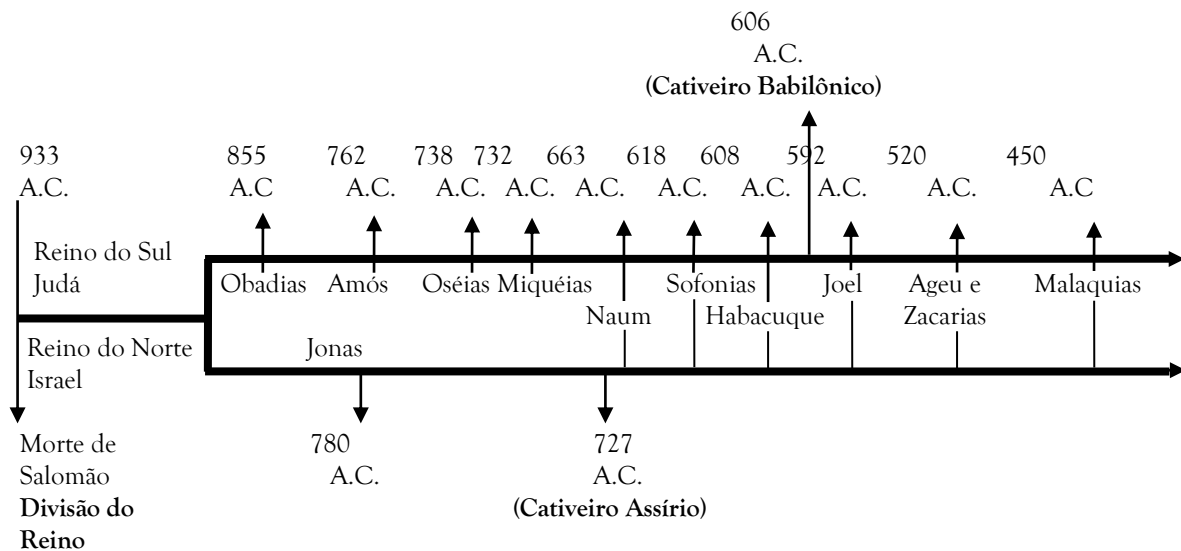 606
A.C.
(Cativeiro Babilônico)
933 855 762 738 732 663 618 608 592 520 450
A.C. A.C A.C. A.C. A.C. A.C. A.C. A.C. A.C. A.C. A.C
Reino do Sul
Judá
Obadias Amós Oséias Miquéias Sofonias Joel Ageu e Malaquias
Naum Habacuque Zacarias
Reino do Norte Jonas
Israel
Morte de 780 727
Salomão A.C. A.C.
Divisão do (Cativeiro Assírio)
Reino